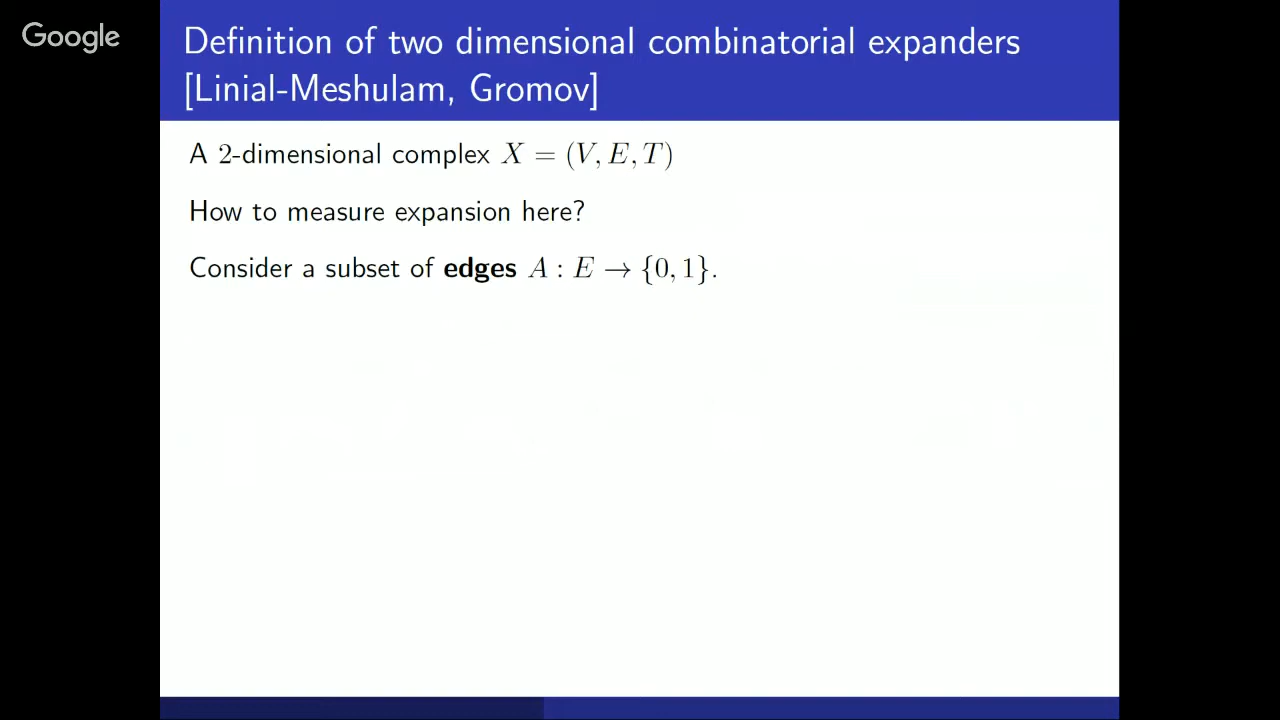 Google
Definition of two dimensional combinatorial expanders
[Linial-Meshulam, Gromov]
A 2-dimensional complex X = (V, E, T)
How to measure expansion here?
Consider a subset of edges A : E → {0, 1}.